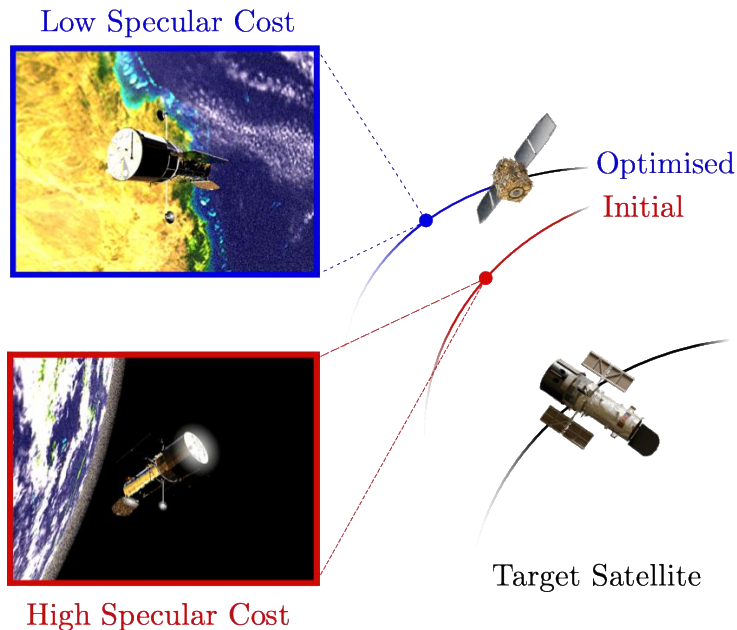 Low Specular Cost
Optimised
Initial
Target Satellite
High Specular Cost